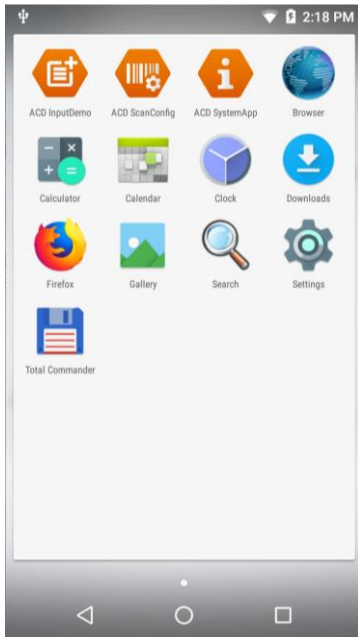 2:18 PM
ACD InputDemo
ACD ScanConfig
ACD SystemApp
Browser
Calculator
Calendar
Clock
Downloads
Firefox
Gallery
Search
Settings
Total Commander